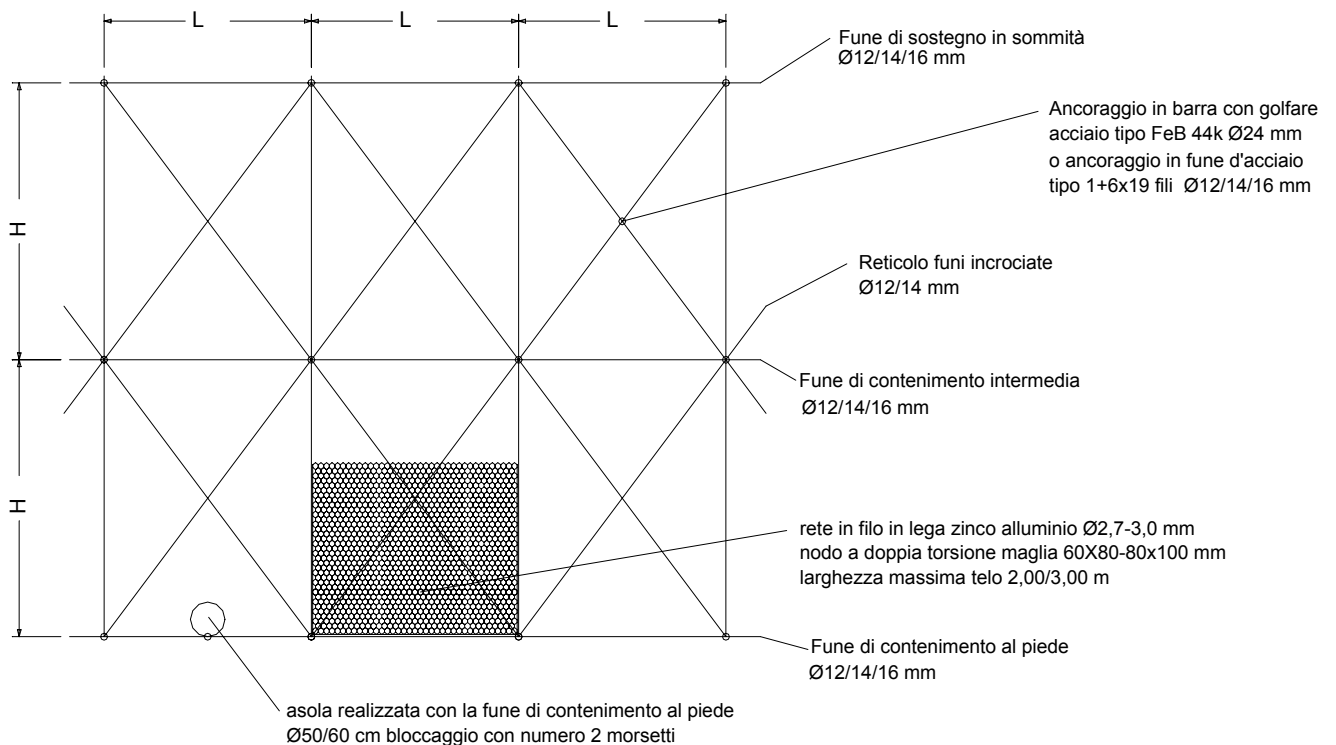 L L L
Fune di sostegno in sommità
Ø12/14/16 mm
Ancoraggio in barra con golfare
acciaio tipo FeB 44k Ø24 mm
o ancoraggio in fune d'acciaio
tipo 1+6x19 fili Ø12/14/16 mm
H
Reticolo funi incrociate
Ø12/14 mm
Fune di contenimento intermedia
Ø12/14/16 mm
H
rete in filo in lega zinco alluminio Ø2,7-3,0 mm
nodo a doppia torsione maglia 60X80-80x100 mm
larghezza massima telo 2,00/3,00 m
Fune di contenimento al piede
Ø12/14/16 mm
asola realizzata con la fune di contenimento al piede
Ø50/60 cm bloccaggio con numero 2 morsetti